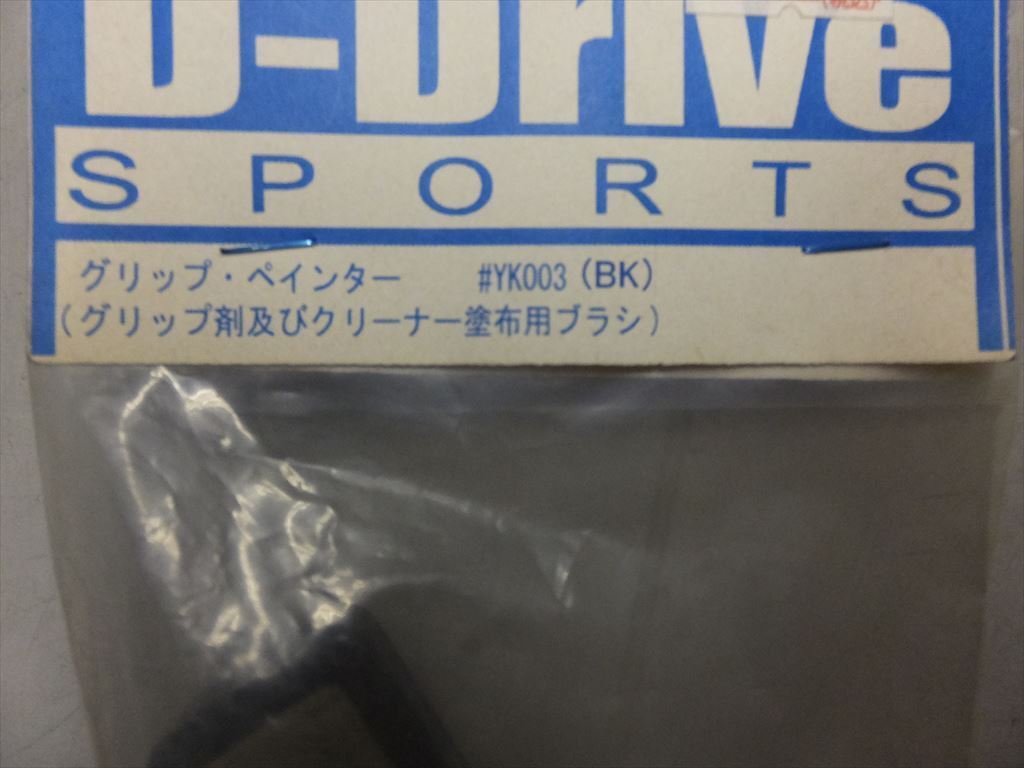 D-Drive
SPORTS
グリップ・ペインター　　#YK003（BK）
（グリップ剤及びクリーナー塗布用ブラシ）